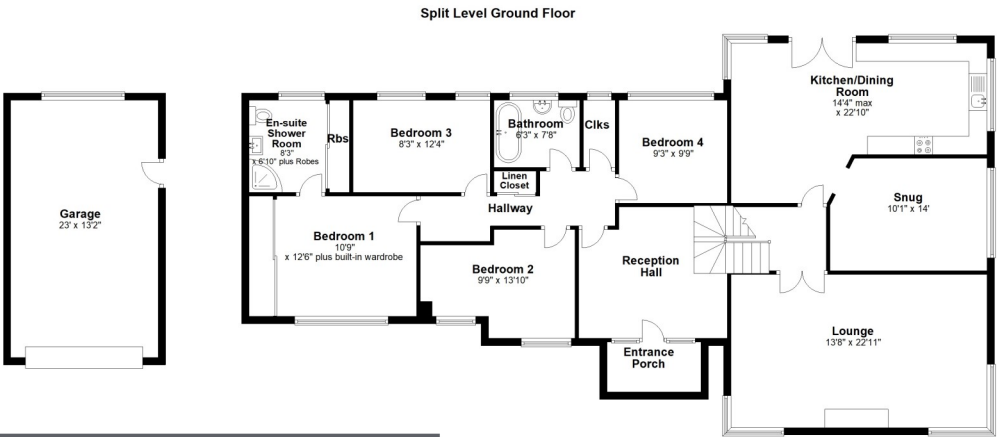 Split Level Ground Floor
Kitchen/Dining
Room
14'4" max
x 22'10"
En-suite
Shower
Room
8'3"
x 6'10" plus Robes
Rbs
Bedroom 3
8'3" x 12'4"
Bathroom
6'3" x 7'8"
Clks
Bedroom 4
9'3" x 9'9"
Linen
Closet
Snug
10'1" x 14'
Garage
23' x 13'2"
Hallway
Bedroom 1
10'9"
x 12'6" plus built-in wardrobe
Bedroom 2
9'9" x 13'10"
Reception
Hall
Lounge
13'8" x 22'11"
Entrance
Porch